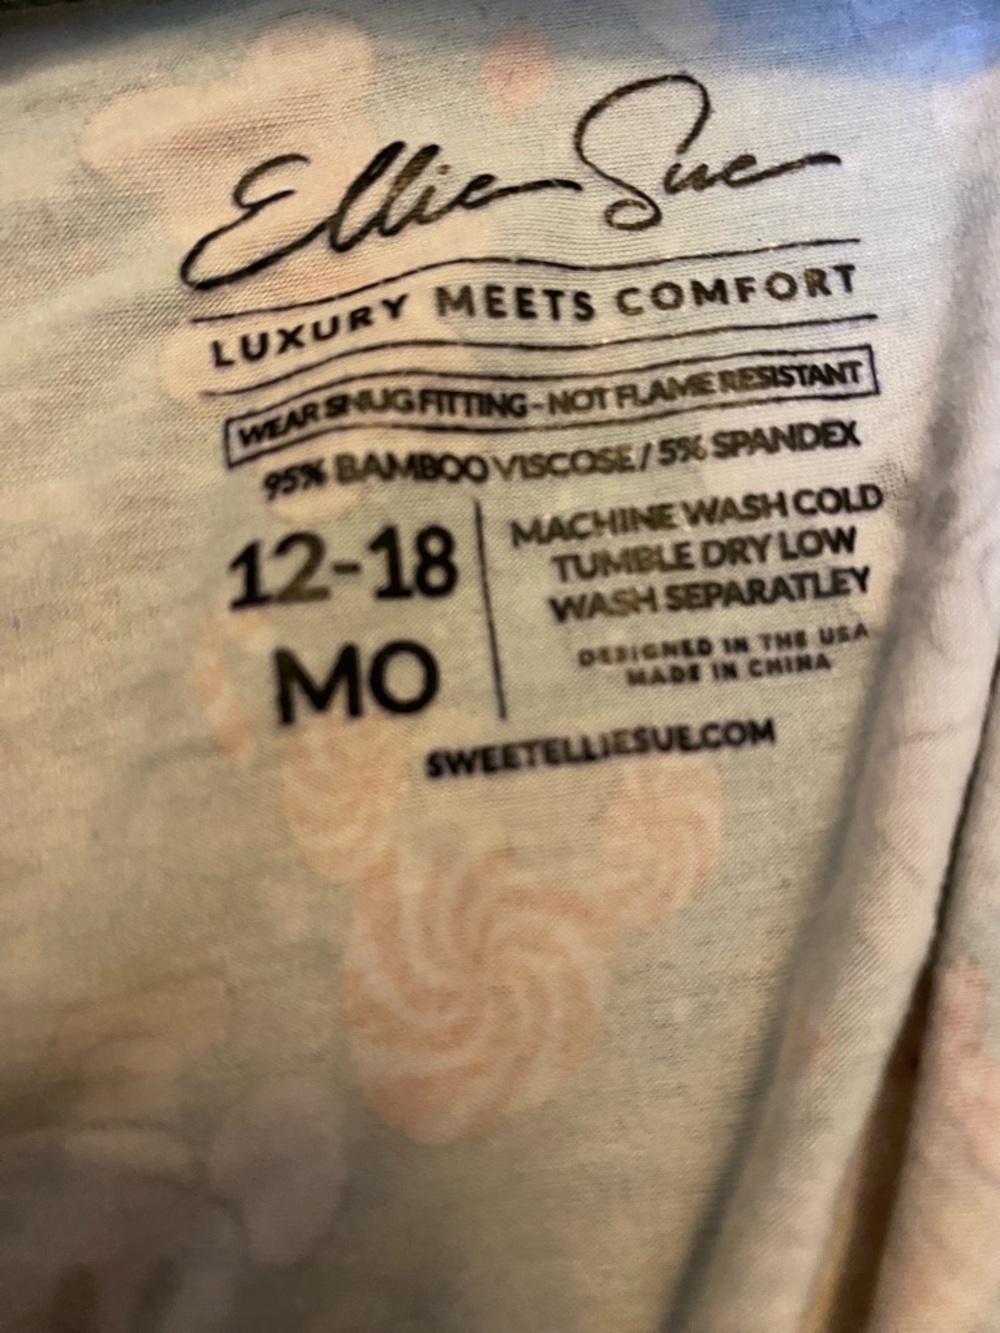 Ellie Sue
LUXURY MEETS COMFORT
WEAR SNUG FITTING - NOT FLAME RESISTANT
95% BAMBOO VISCOSE / 5% SPANDEX
12-18
MO
MACHINE WASH COLD
TUMBLE DRY LOW
WASH SEPARATLEY
DESIGNED IN THE USA
MADE IN CHINA
SWEETELLIESUE.COM